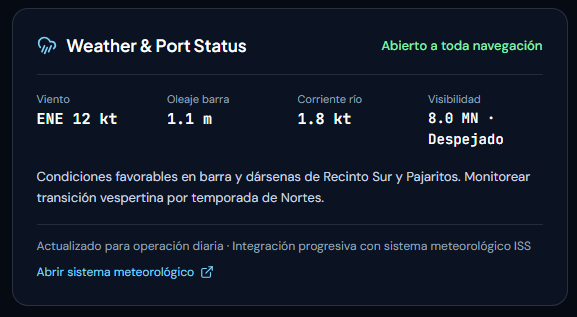 Weather & Port Status
Abierto a toda navegación
Viento
Oleaje barra
Corriente río
Visibilidad
ENE 12 kt
1.1 m
1.8 kt
8.0 MN ·
Despejado
Condiciones favorables en barra y dársenas de Recinto Sur y Pajaritos. Monitorear
transición vespertina por temporada de Nortes.
Actualizado para operación diaria · Integración progresiva con sistema meteorológico ISS
Abrir sistema meteorológico